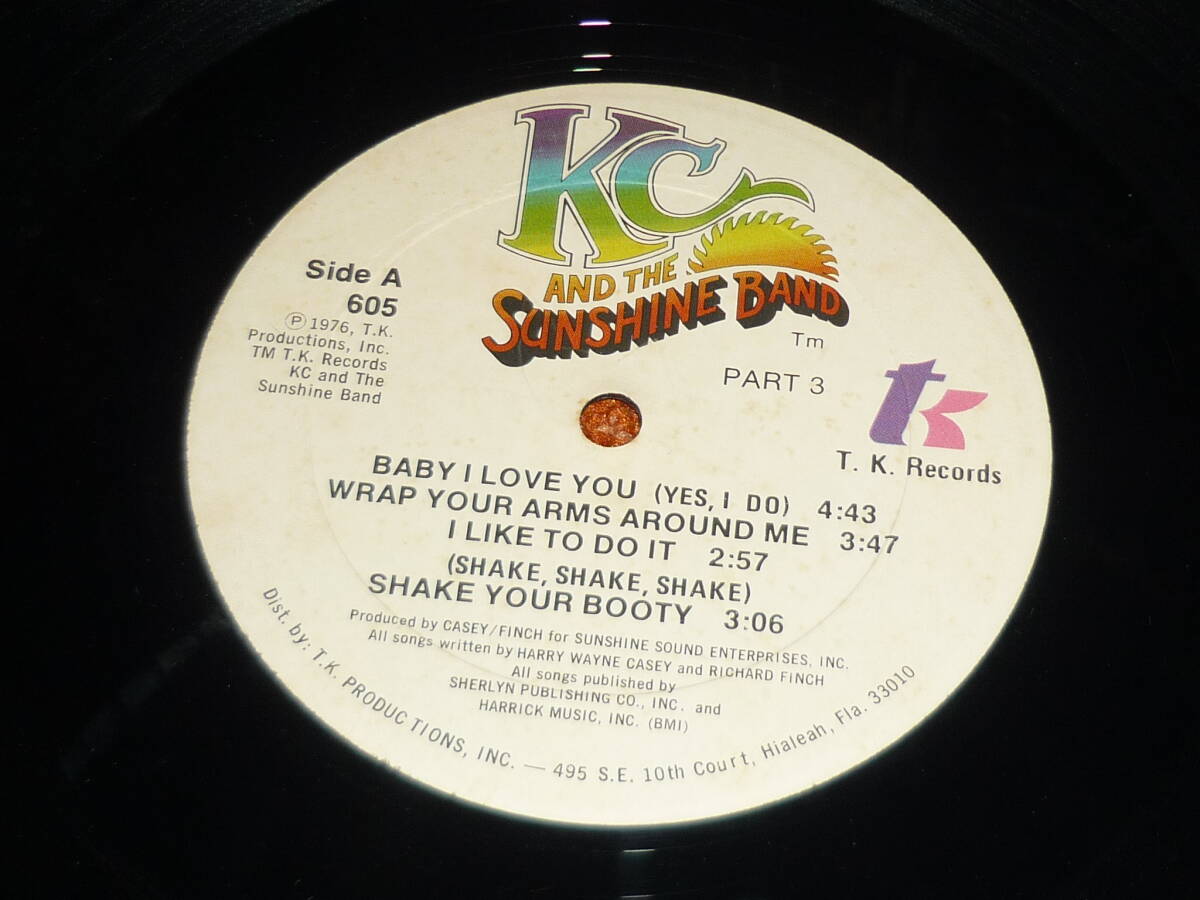 KC
AND THE
SUNSHINE BAND
Tm
Side A
605
Ⓟ 1976, T.K.
Productions, Inc.
TM T.K. Records
KC and The
Sunshine Band
PART 3
tk
T. K. Records
BABY I LOVE YOU (YES, I DO) 4:43
WRAP YOUR ARMS AROUND ME 3:47
I LIKE TO DO IT 2:57
(SHAKE, SHAKE, SHAKE)
SHAKE YOUR BOOTY 3:06
Produced by CASEY/FINCH for SUNSHINE SOUND ENTERPRISES, INC.
All songs written by HARRY WAYNE CASEY and RICHARD FINCH
All songs published by
SHERLYN PUBLISHING CO., INC. and
HARRICK MUSIC, INC. (BMI)
Dist. by: T.K. PRODUCTIONS, INC. — 495 S.E. 10th Court, Hialeah, Fla. 33010